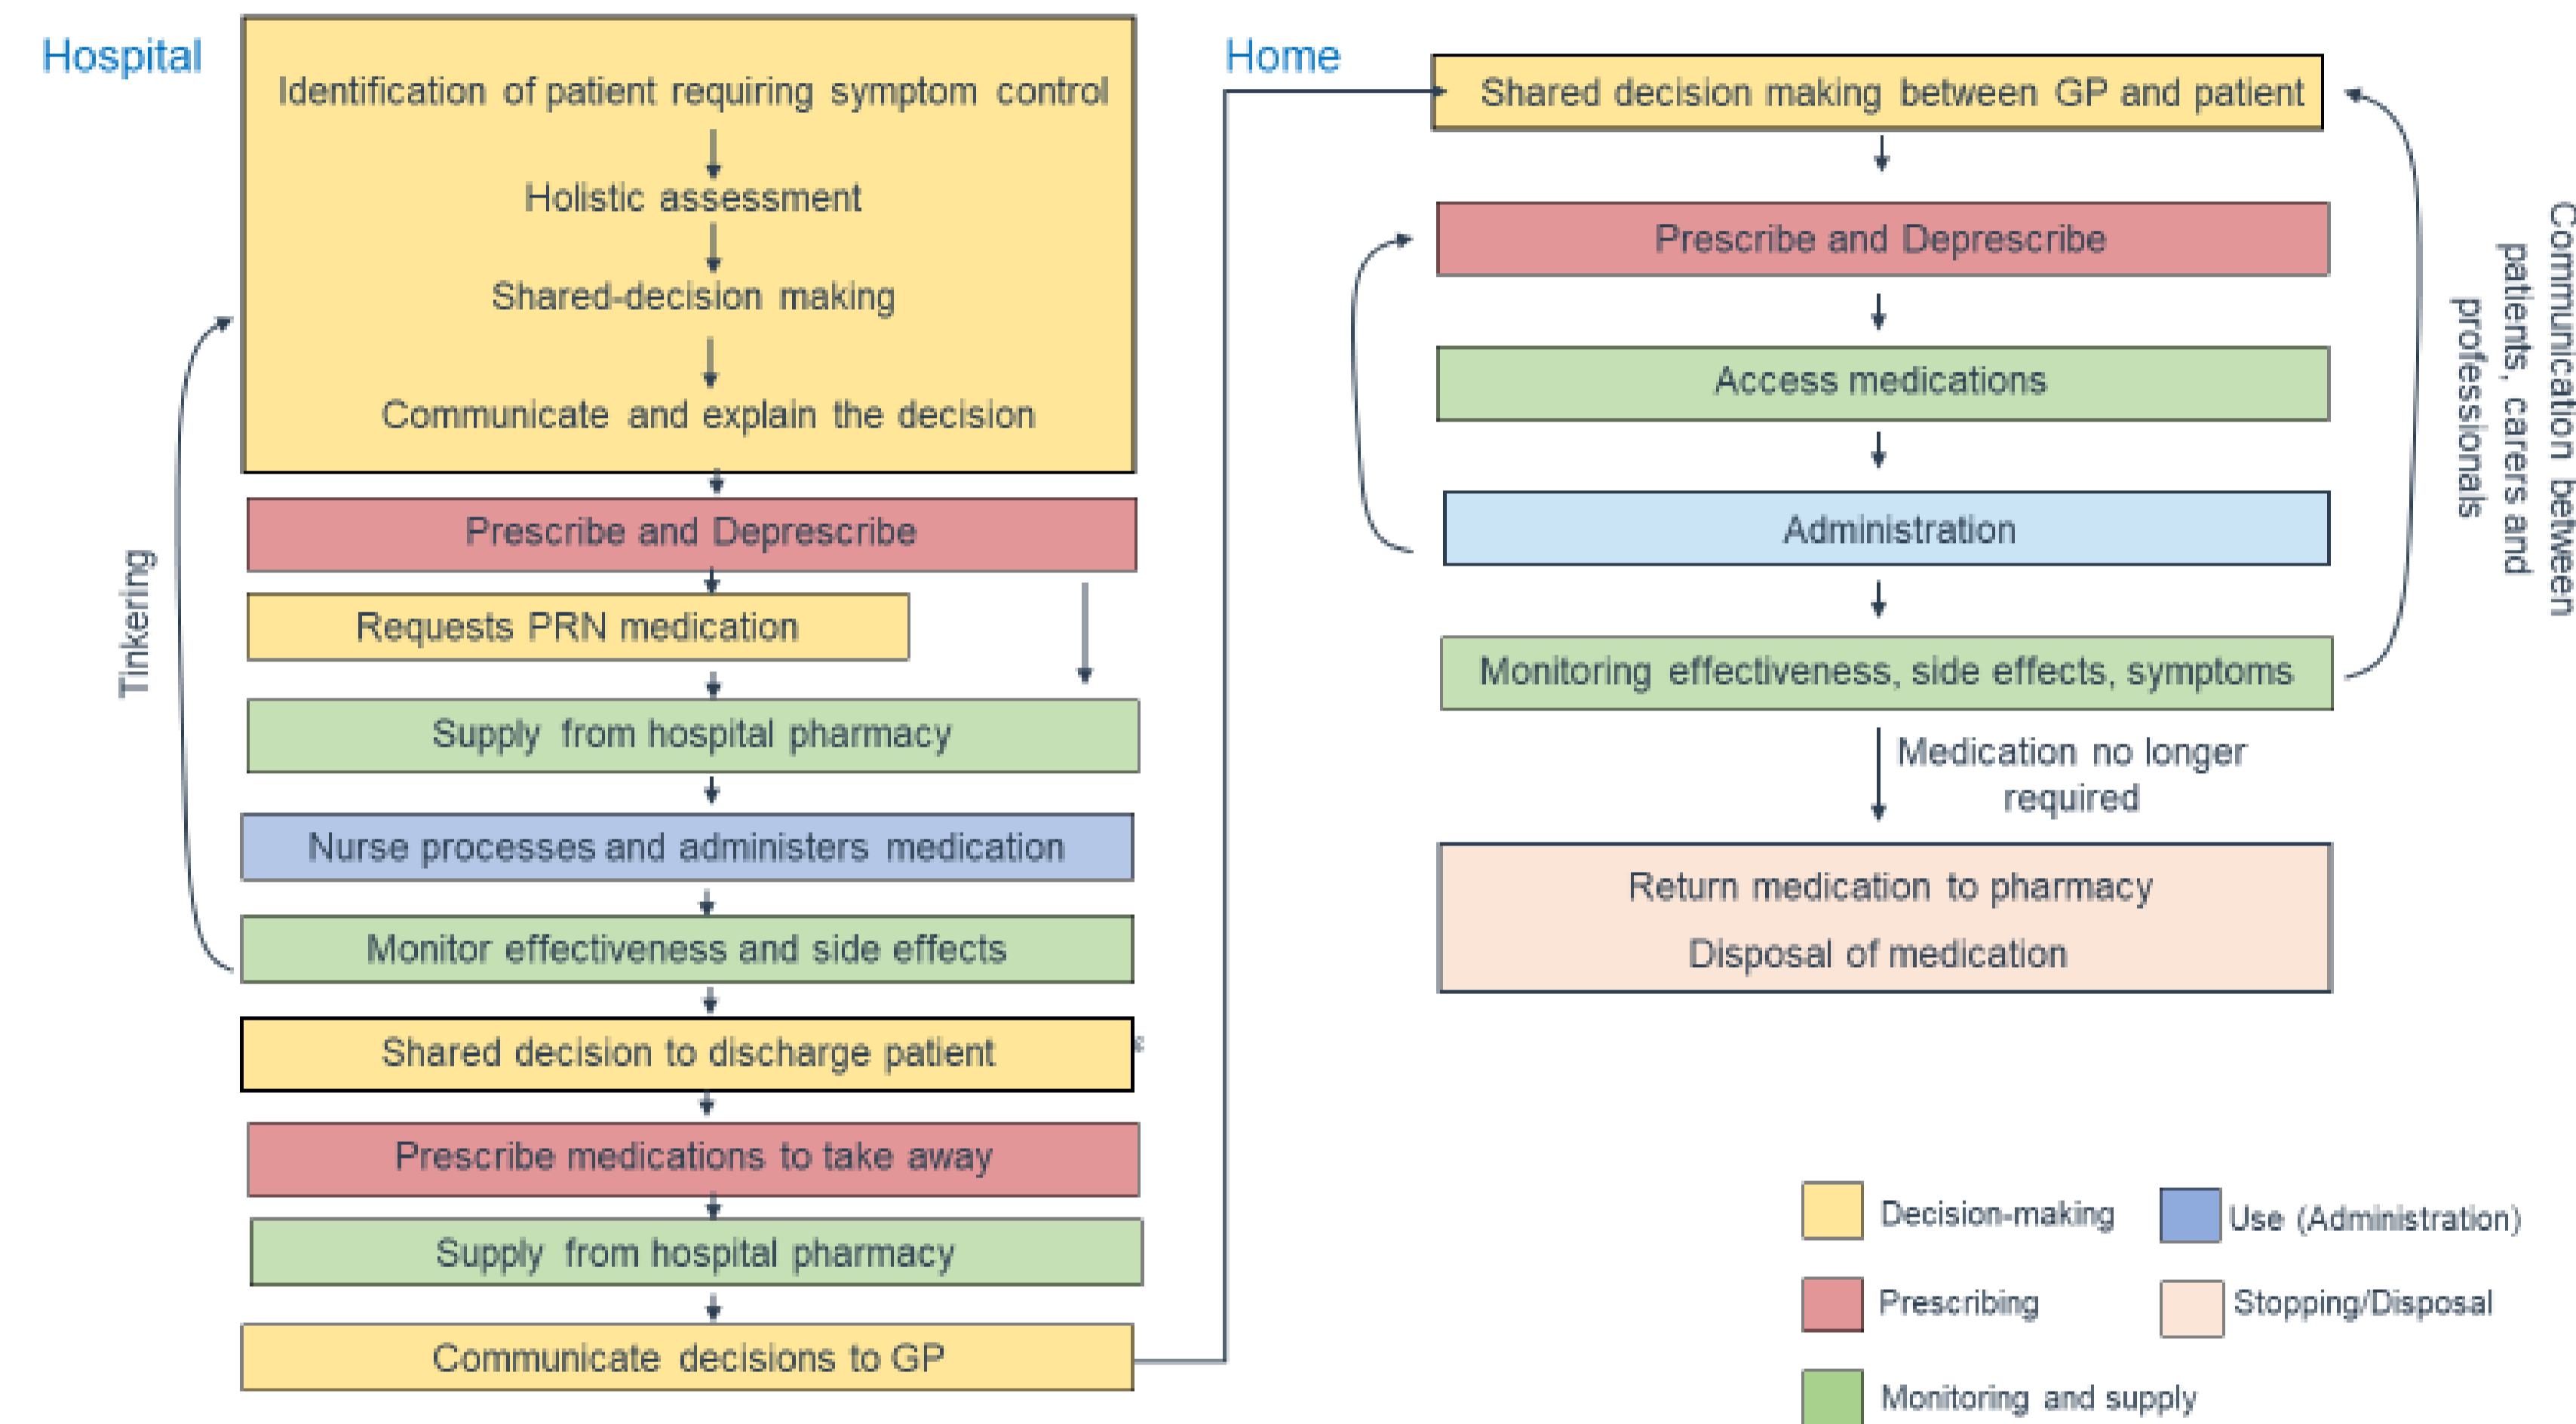 Hospital
Identification of patient requiring symptom control
Holistic assessment
Shared-decision making
Communicate and explain the decision
Prescribe and Deprescribe
Requests PRN medication
Supply from hospital pharmacy
Nurse processes and administers medication
Monitor effectiveness and side effects
Shared decision to discharge patient
Prescribe medications to take away
Supply from hospital pharmacy
Communicate decisions to GP
Tinkering
Home
Shared decision making between GP and patient
Prescribe and Deprescribe
Access medications
Administration
Monitoring effectiveness, side effects, symptoms
Medication no longer
required
Return medication to pharmacy
Disposal of medication
Communication between
patients, carers and
professionals
Decision-making
Use (Administration)
Prescribing
Stopping/Disposal
Monitoring and supply